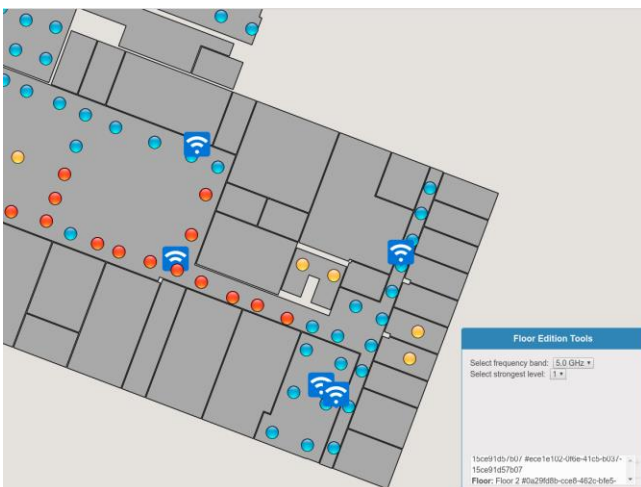 Floor Edition Tools
Select frequency band: 5.0 GHz
Select strongest level: 1
15ce91d57b07 #ece1e102-0f6e-41c5-b037-
15ce91d57b07
Floor: Floor 2 #0a29fd8b-cce8-462c-bfe5-